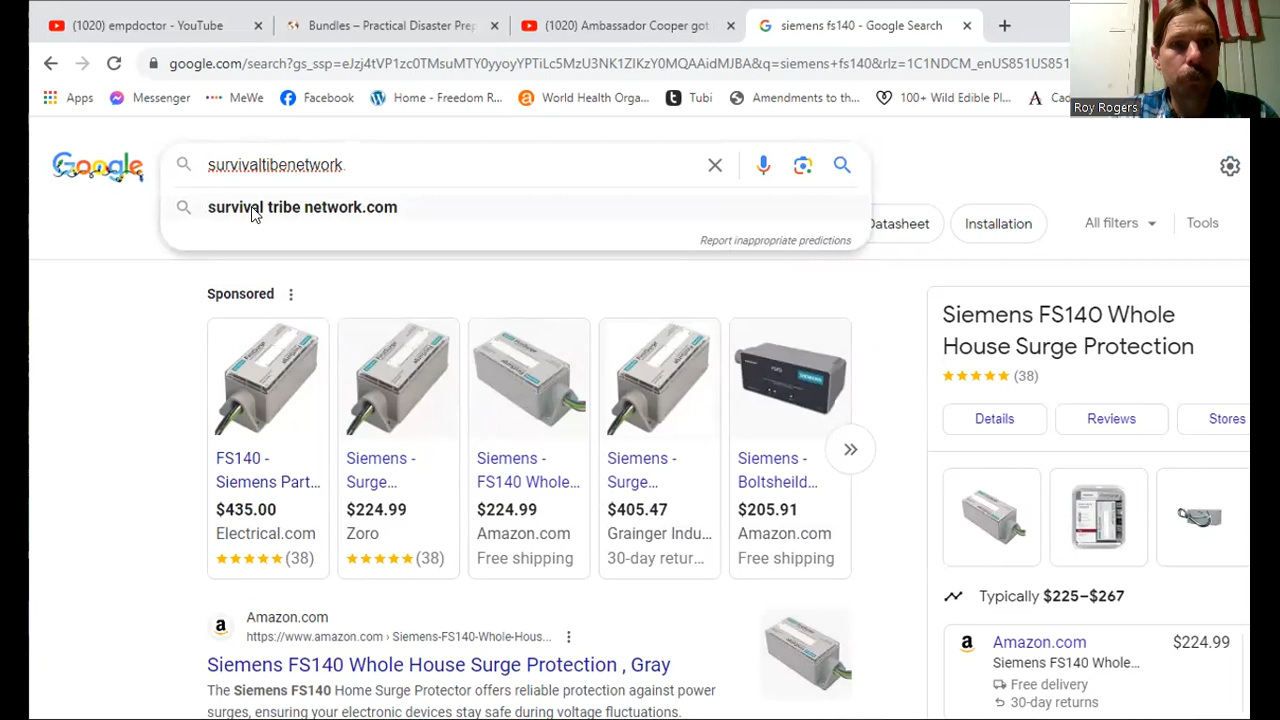 (1020) empdoctor - YouTube
Bundles – Practical Disaster Prep
(1020) Ambassador Cooper got
siemens fs140 - Google Search
google.com/search?gs_ssp=eJzj4tVP1zc0TMsuMTY0yyoyYPTiLc5MzU3NK1ZIKzY0MQAAidMJBA&q=siemens+fs140&rlz=1C1NDCM_enUS851US851
Roy Rogers
Apps
Messenger
MeWe
Facebook
Home - Freedom R...
World Health Orga...
Tubi
Amendments to the...
100+ Wild Edible Pl...
Cac
Google
survivaltibenetwork.
survival tribe network.com
Report inappropriate predictions
Datasheet
Installation
All filters
Tools
Sponsored
FS140 -
Siemens Part...
$435.00
Electrical.com
(38)
Siemens -
Surge...
$224.99
Zoro
(38)
Siemens -
FS140 Whole...
$224.99
Amazon.com
Free shipping
Siemens -
Surge...
$405.47
Grainger Indu...
30-day retur...
Siemens -
Boltsheild...
$205.91
Amazon.com
Free shipping
Siemens FS140 Whole
House Surge Protection
(38)
Details
Reviews
Stores
Typically $225–$267
Amazon.com
$224.99
Siemens FS140 Whole...
Free delivery
30-day returns
Amazon.com
https://www.amazon.com › Siemens-FS140-Whole-Hous...
Siemens FS140 Whole House Surge Protection , Gray
The Siemens FS140 Home Surge Protector offers reliable protection against power
surges, ensuring your electronic devices stay safe during voltage fluctuations.